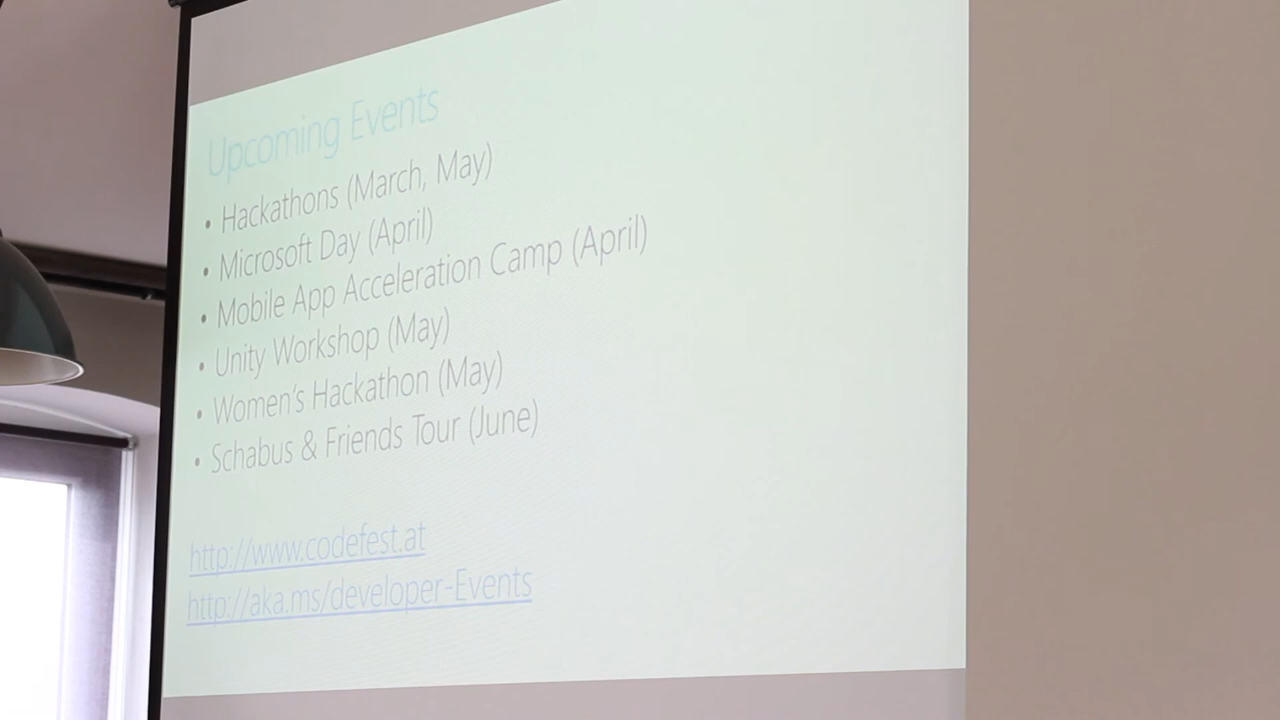 Upcoming Events
• Hackathons (March, May)
• Microsoft Day (April)
• Mobile App Acceleration Camp (April)
• Unity Workshop (May)
• Women's Hackathon (May)
• Schabus & Friends Tour (June)
http://www.codefest.at
http://aka.ms/developer-Events